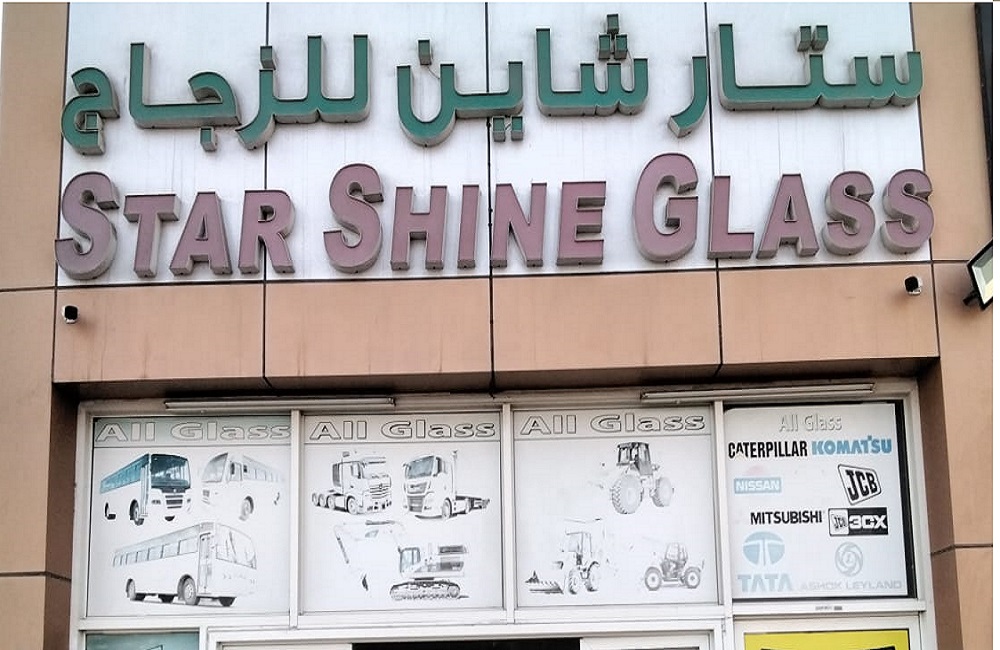 ستار شاين للزجاج
STAR SHINE GLASS
All Glass All Glass All Glass All Glass
CATERPILLAR KOMATSU
NISSAN JCB
MITSUBISHI JCB 3CX
TATA ASHOK LEYLAND